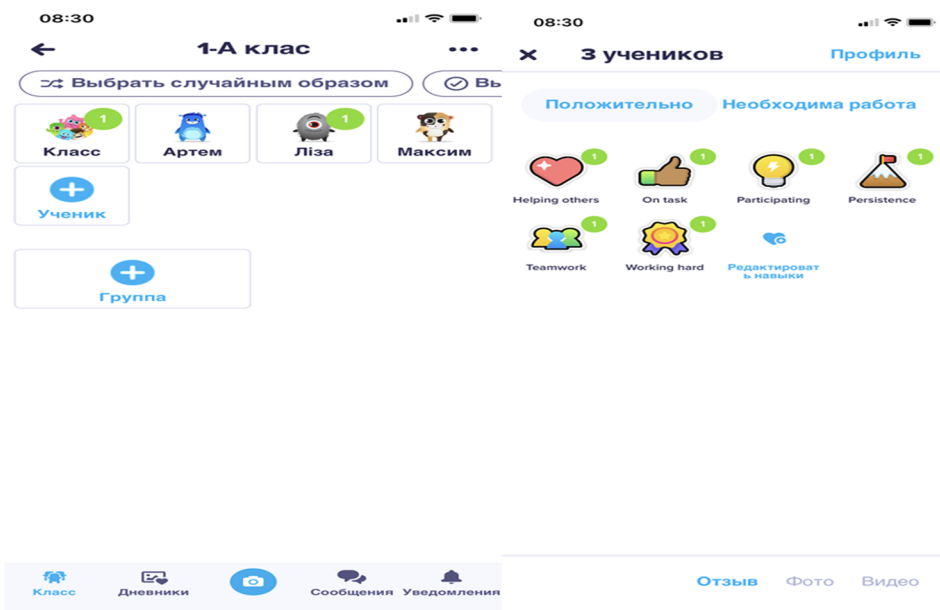 08:30
1-А клас
Выбрать случайным образом
Вы
1
Класс
Артем
1
Ліза
Максим
Ученик
Группа
Класс
Дневники
Сообщения
Уведомления
08:30
3 учеников
Профиль
Положительно
Необходима работа
1
Helping others
1
On task
1
Participating
1
Persistence
1
Teamwork
1
Working hard
Редактироват
ь навыки
Отзыв
Фото
Видео